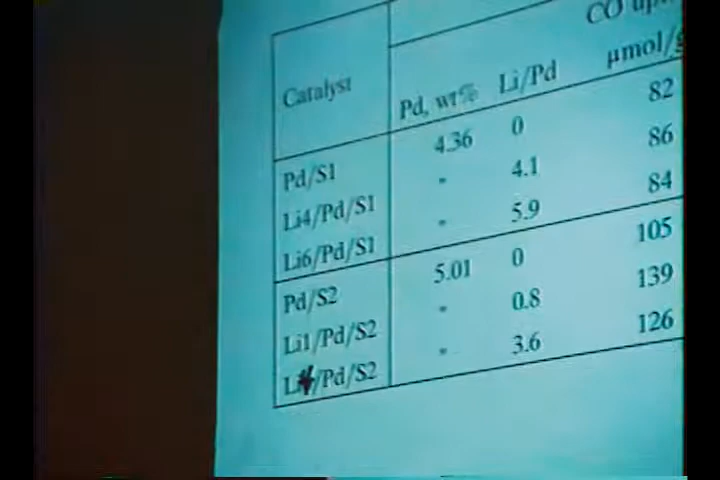 CO
Catalyst Pd, wt% Li/Pd μmol/g
Pd/S1 4.36 0 82
Li4/Pd/S1 " 4.1 86
Li6/Pd/S1 " 5.9 84
Pd/S2 5.01 0 105
Li1/Pd/S2 " 0.8 139
Li4/Pd/S2 " 3.6 126